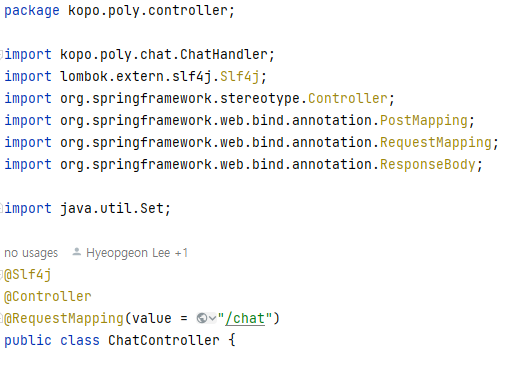 package kopo.poly.controller;
import kopo.poly.chat.ChatHandler;
import lombok.extern.slf4j.Slf4j;
import org.springframework.stereotype.Controller;
import org.springframework.web.bind.annotation.PostMapping;
import org.springframework.web.bind.annotation.RequestMapping;
import org.springframework.web.bind.annotation.ResponseBody;
import java.util.Set;
no usages Hyeopgeon Lee +1
@Slf4j
@Controller
@RequestMapping(value = "/chat")
public class ChatController {